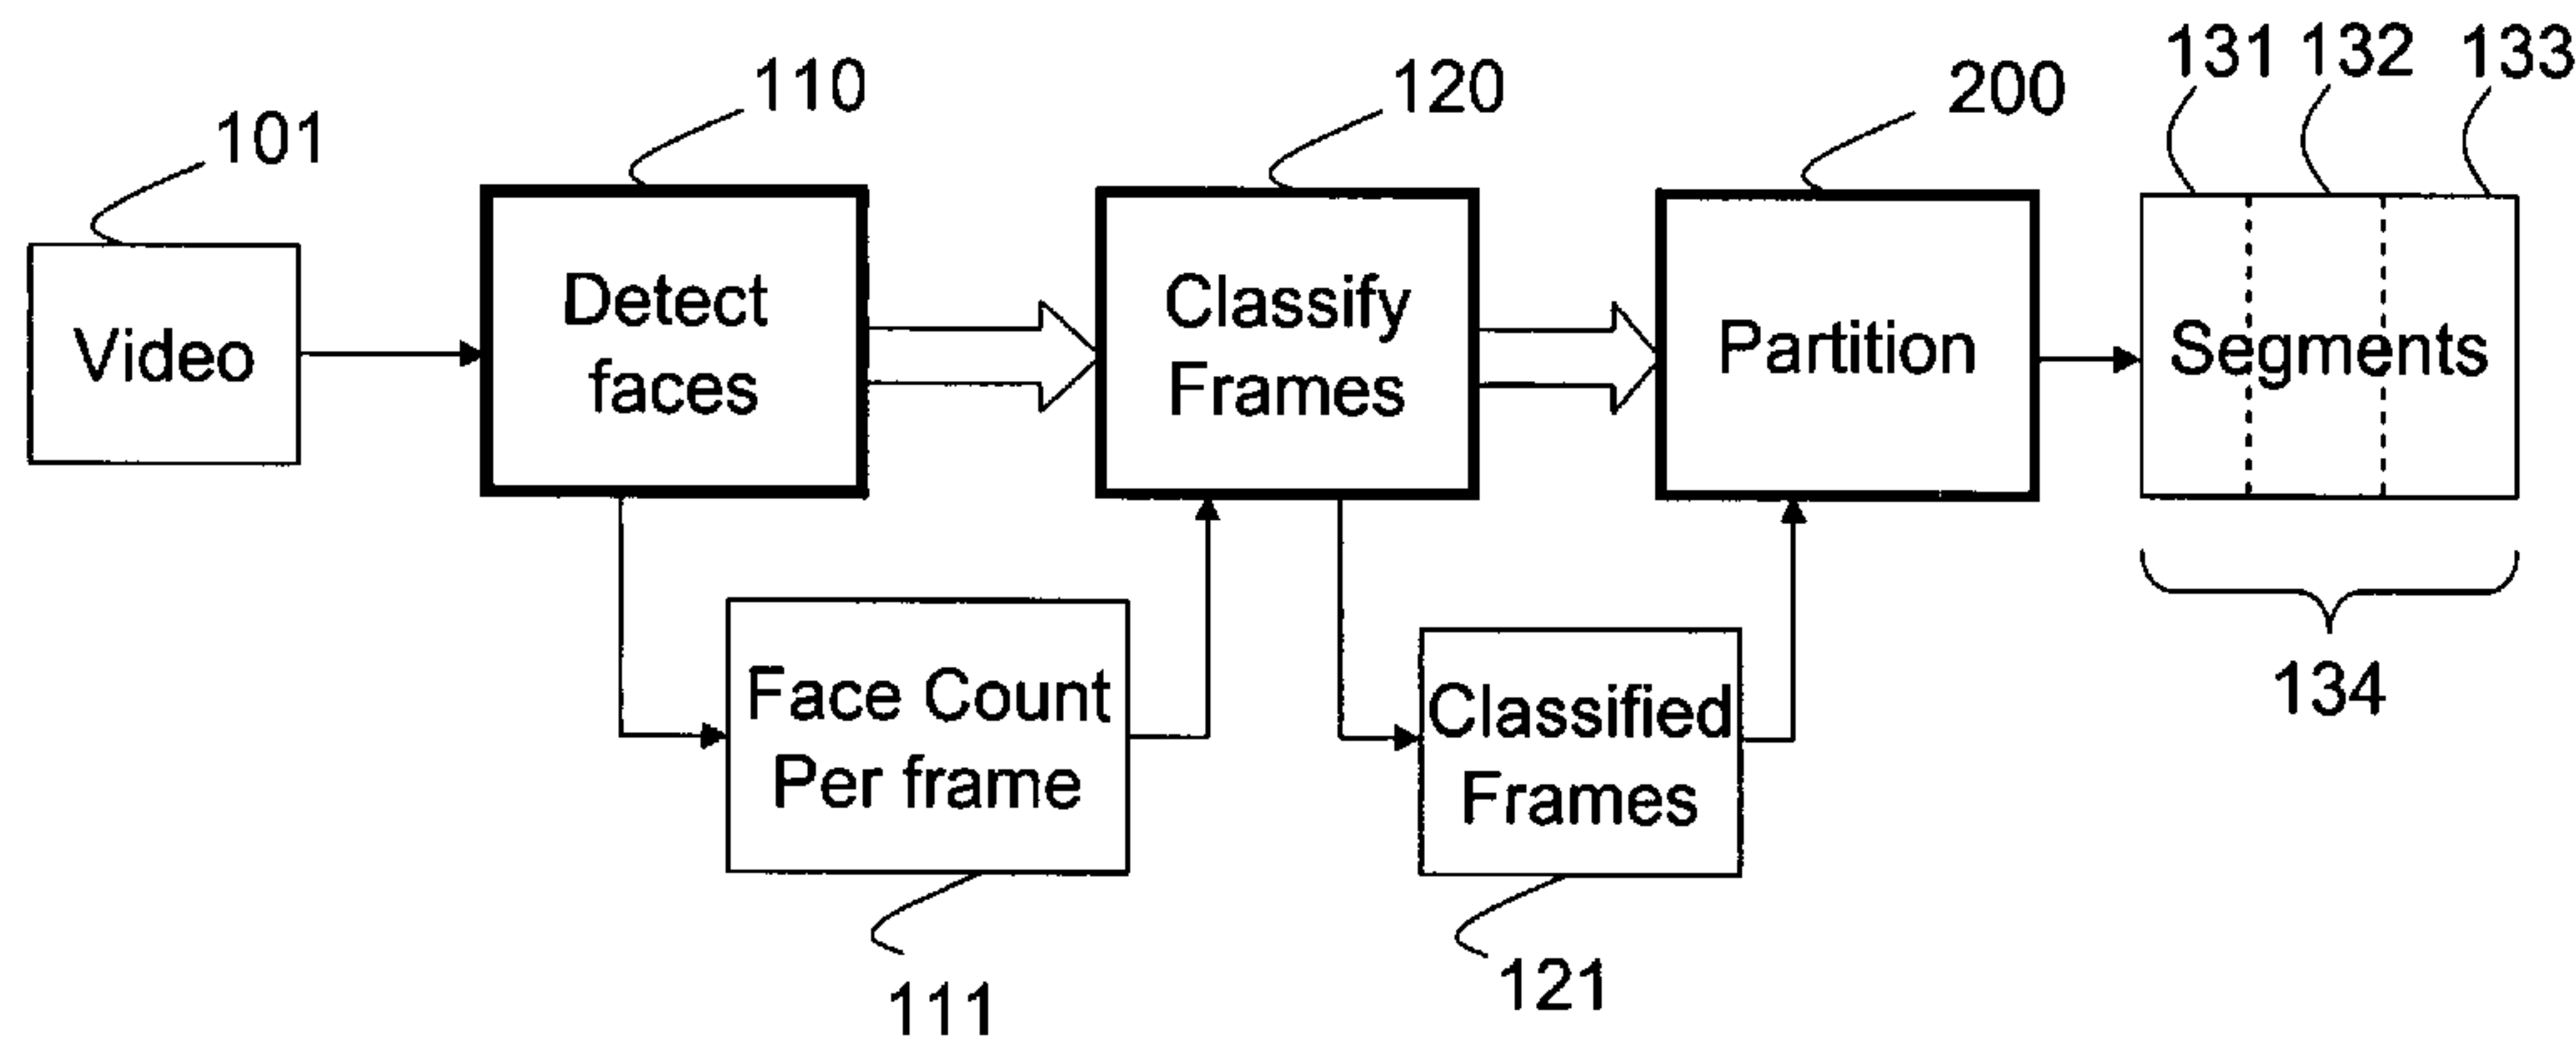 131 132 133
110
120
200
101
Detect
faces
Classify
Frames
Partition
Segments
Video
Face Count
Per frame
Classified
Frames
134
111
121